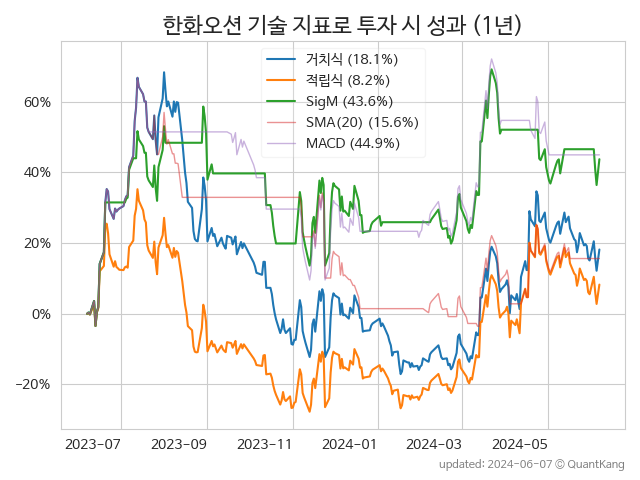 한화오션 기술 지표로 투자 시 성과 (1년)
거치식 (18.1%)
적립식 (8.2%)
SigM (43.6%)
SMA(20) (15.6%)
MACD (44.9%)
60%
40%
20%
0%
−20%
2023-07 2023-09 2023-11 2024-01 2024-03 2024-05
updated: 2024-06-07 © QuantKang